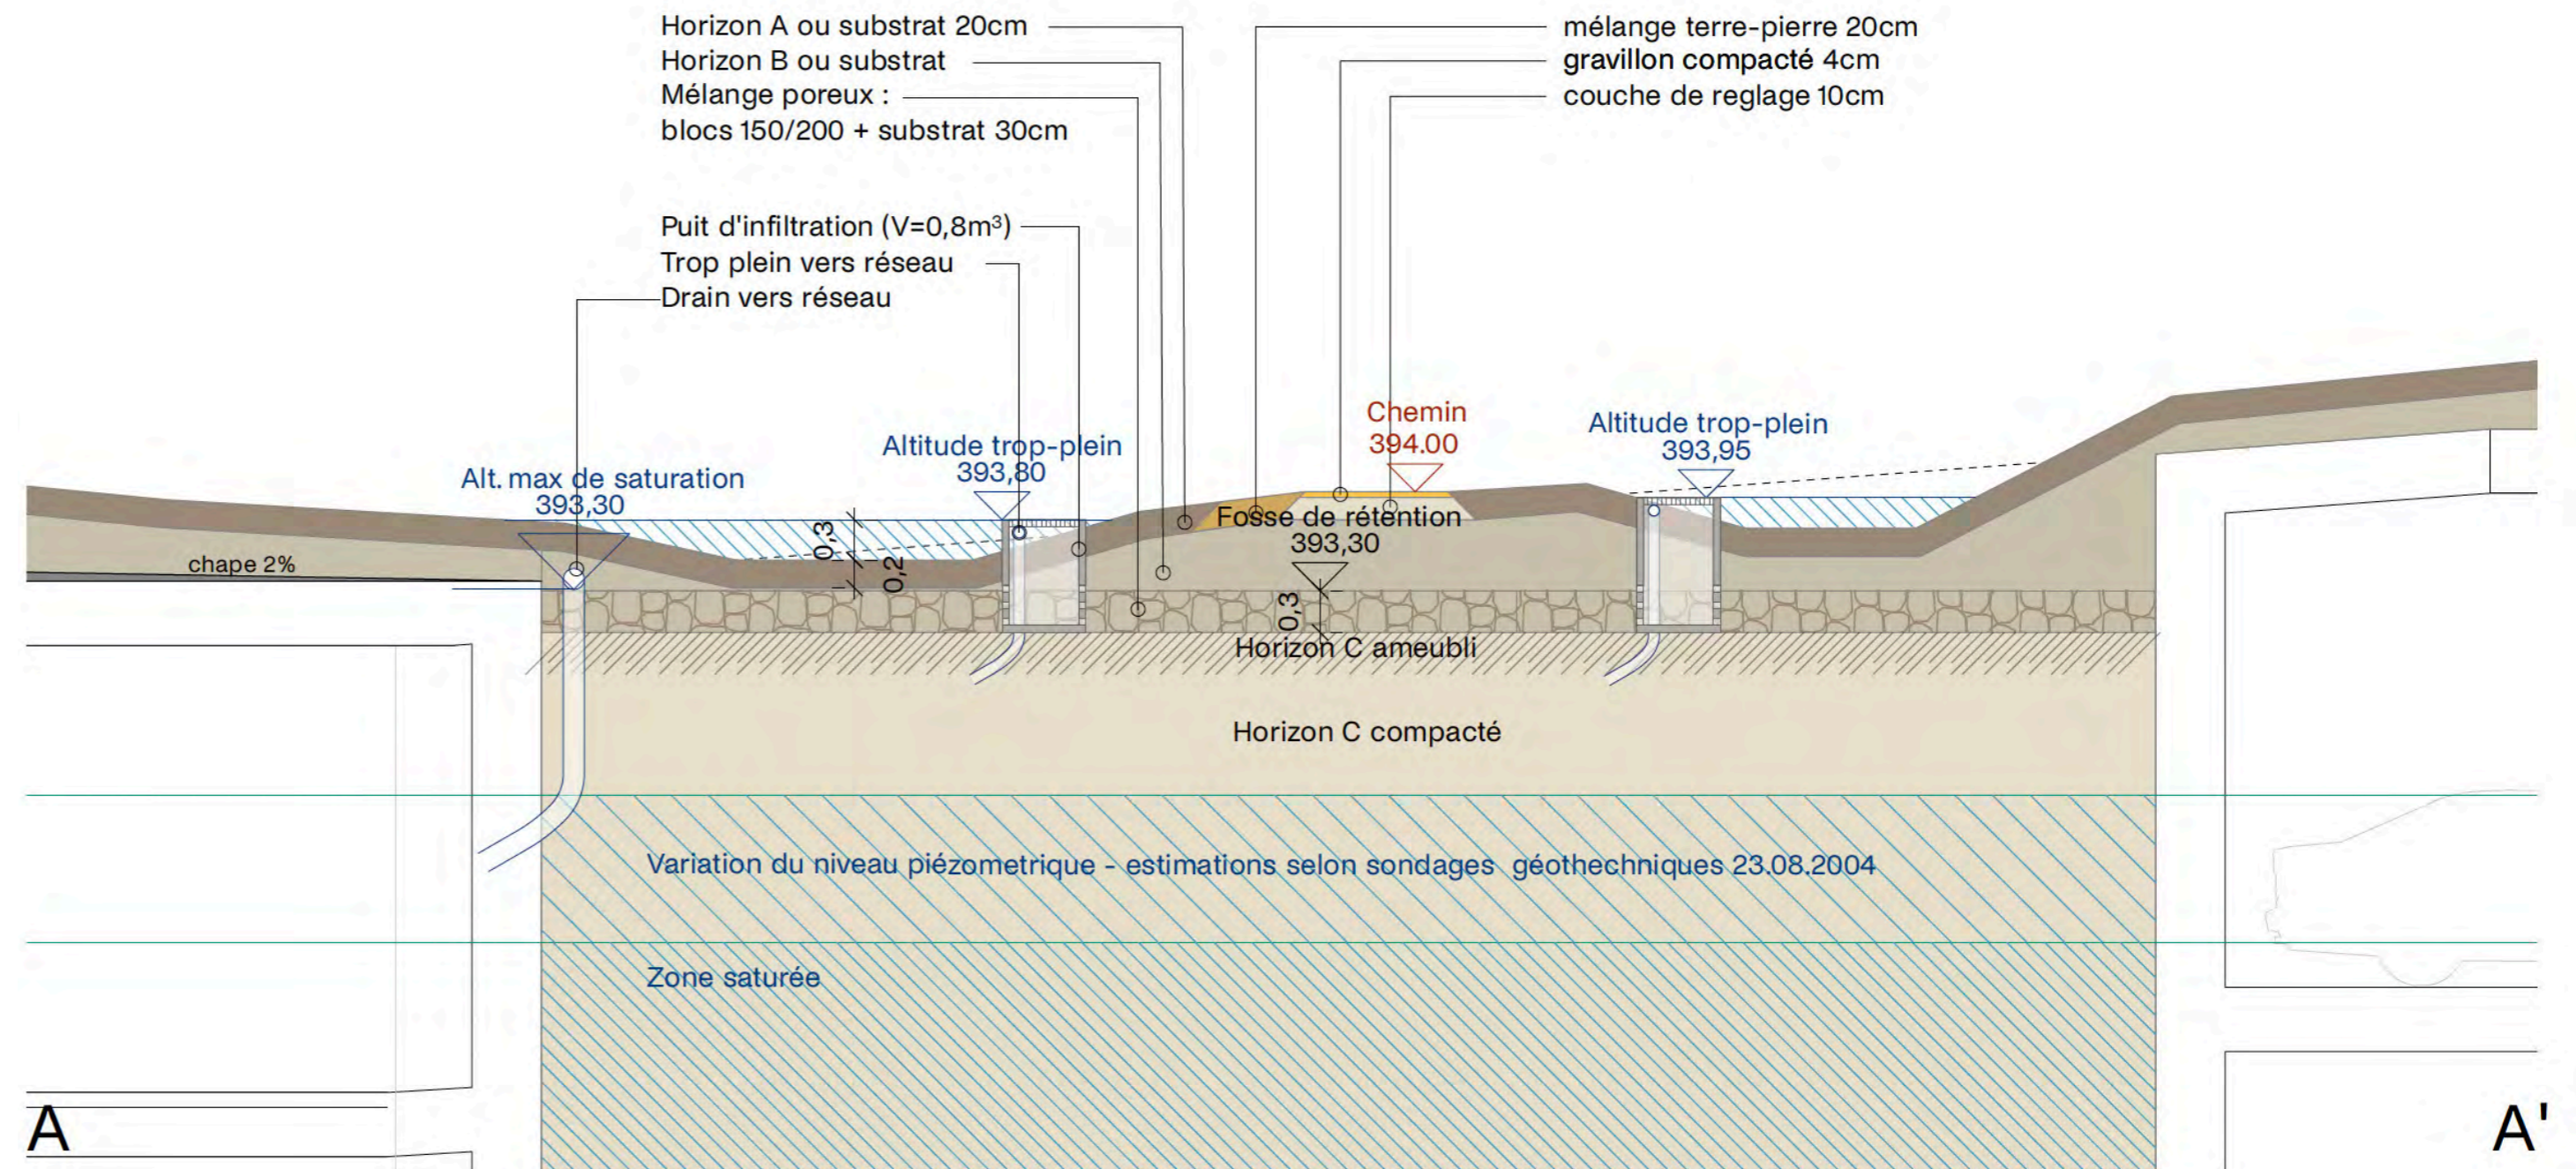 Horizon A ou substrat 20cm
Horizon B ou substrat
Mélange poreux :
blocs 150/200 + substrat 30cm
mélange terre-pierre 20cm
gravillon compacté 4cm
couche de reglage 10cm
Puit d'infiltration (V=0,8m³)
Trop plein vers réseau
Drain vers réseau
Chemin
394.00
Altitude trop-plein
393,95
Altitude trop-plein
393,80
Alt. max de saturation
393,30
0,3
0,2
Fosse de rétention
393,30
0,3
chape 2%
Horizon C ameubli
Horizon C compacté
Variation du niveau piézometrique - estimations selon sondages géothechniques 23.08.2004
Zone saturée
A
A'